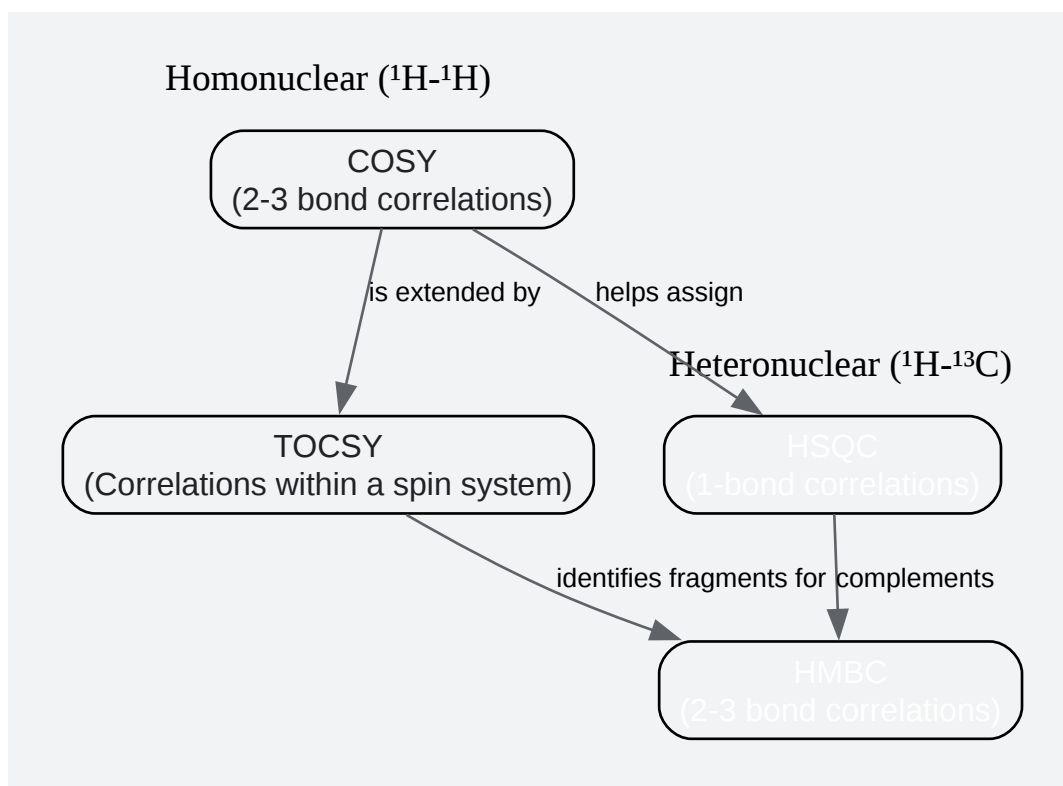 Homonuclear (¹H-¹H)
COSY
(2-3 bond correlations)
is extended by
helps assign
Heteronuclear (¹H-¹³C)
TOCSY
(Correlations within a spin system)
HSQC
(1-bond correlations)
identifies fragments for
complements
HMBC
(2-3 bond correlations)